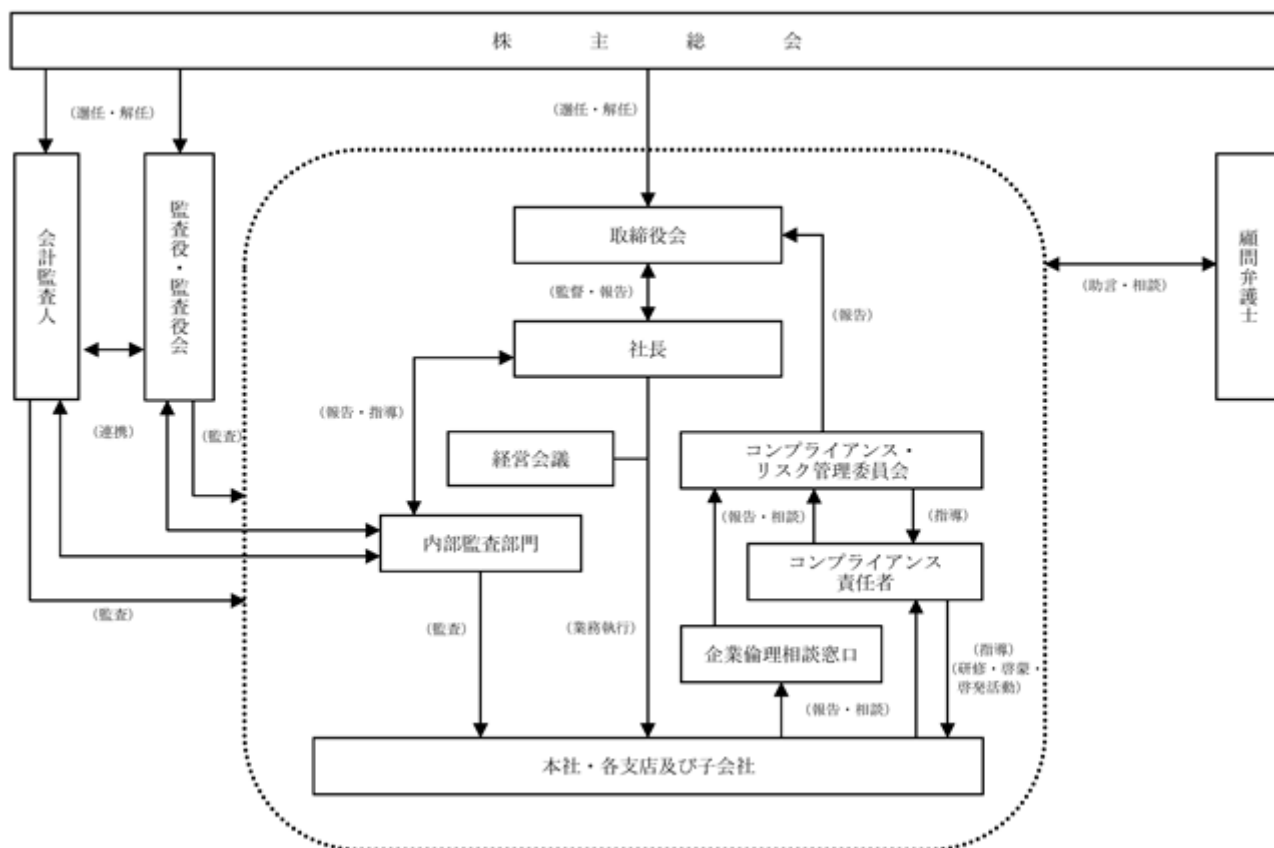 株主総会
(選任・解任)
(選任・解任)
会計監査人
監査役・監査役会
取締役会
顧問弁護士
(監督・報告)
(助言・相談)
(報告)
社長
(報告・指導)
(連携)
(監査)
経営会議
コンプライアンス・
リスク管理委員会
(報告・相談)
(指導)
内部監査部門
コンプライアンス
責任者
(監査)
(監査)
(業務執行)
企業倫理相談窓口
(指導)
(研修・啓蒙・
啓発活動)
(報告・相談)
本社・各支店及び子会社